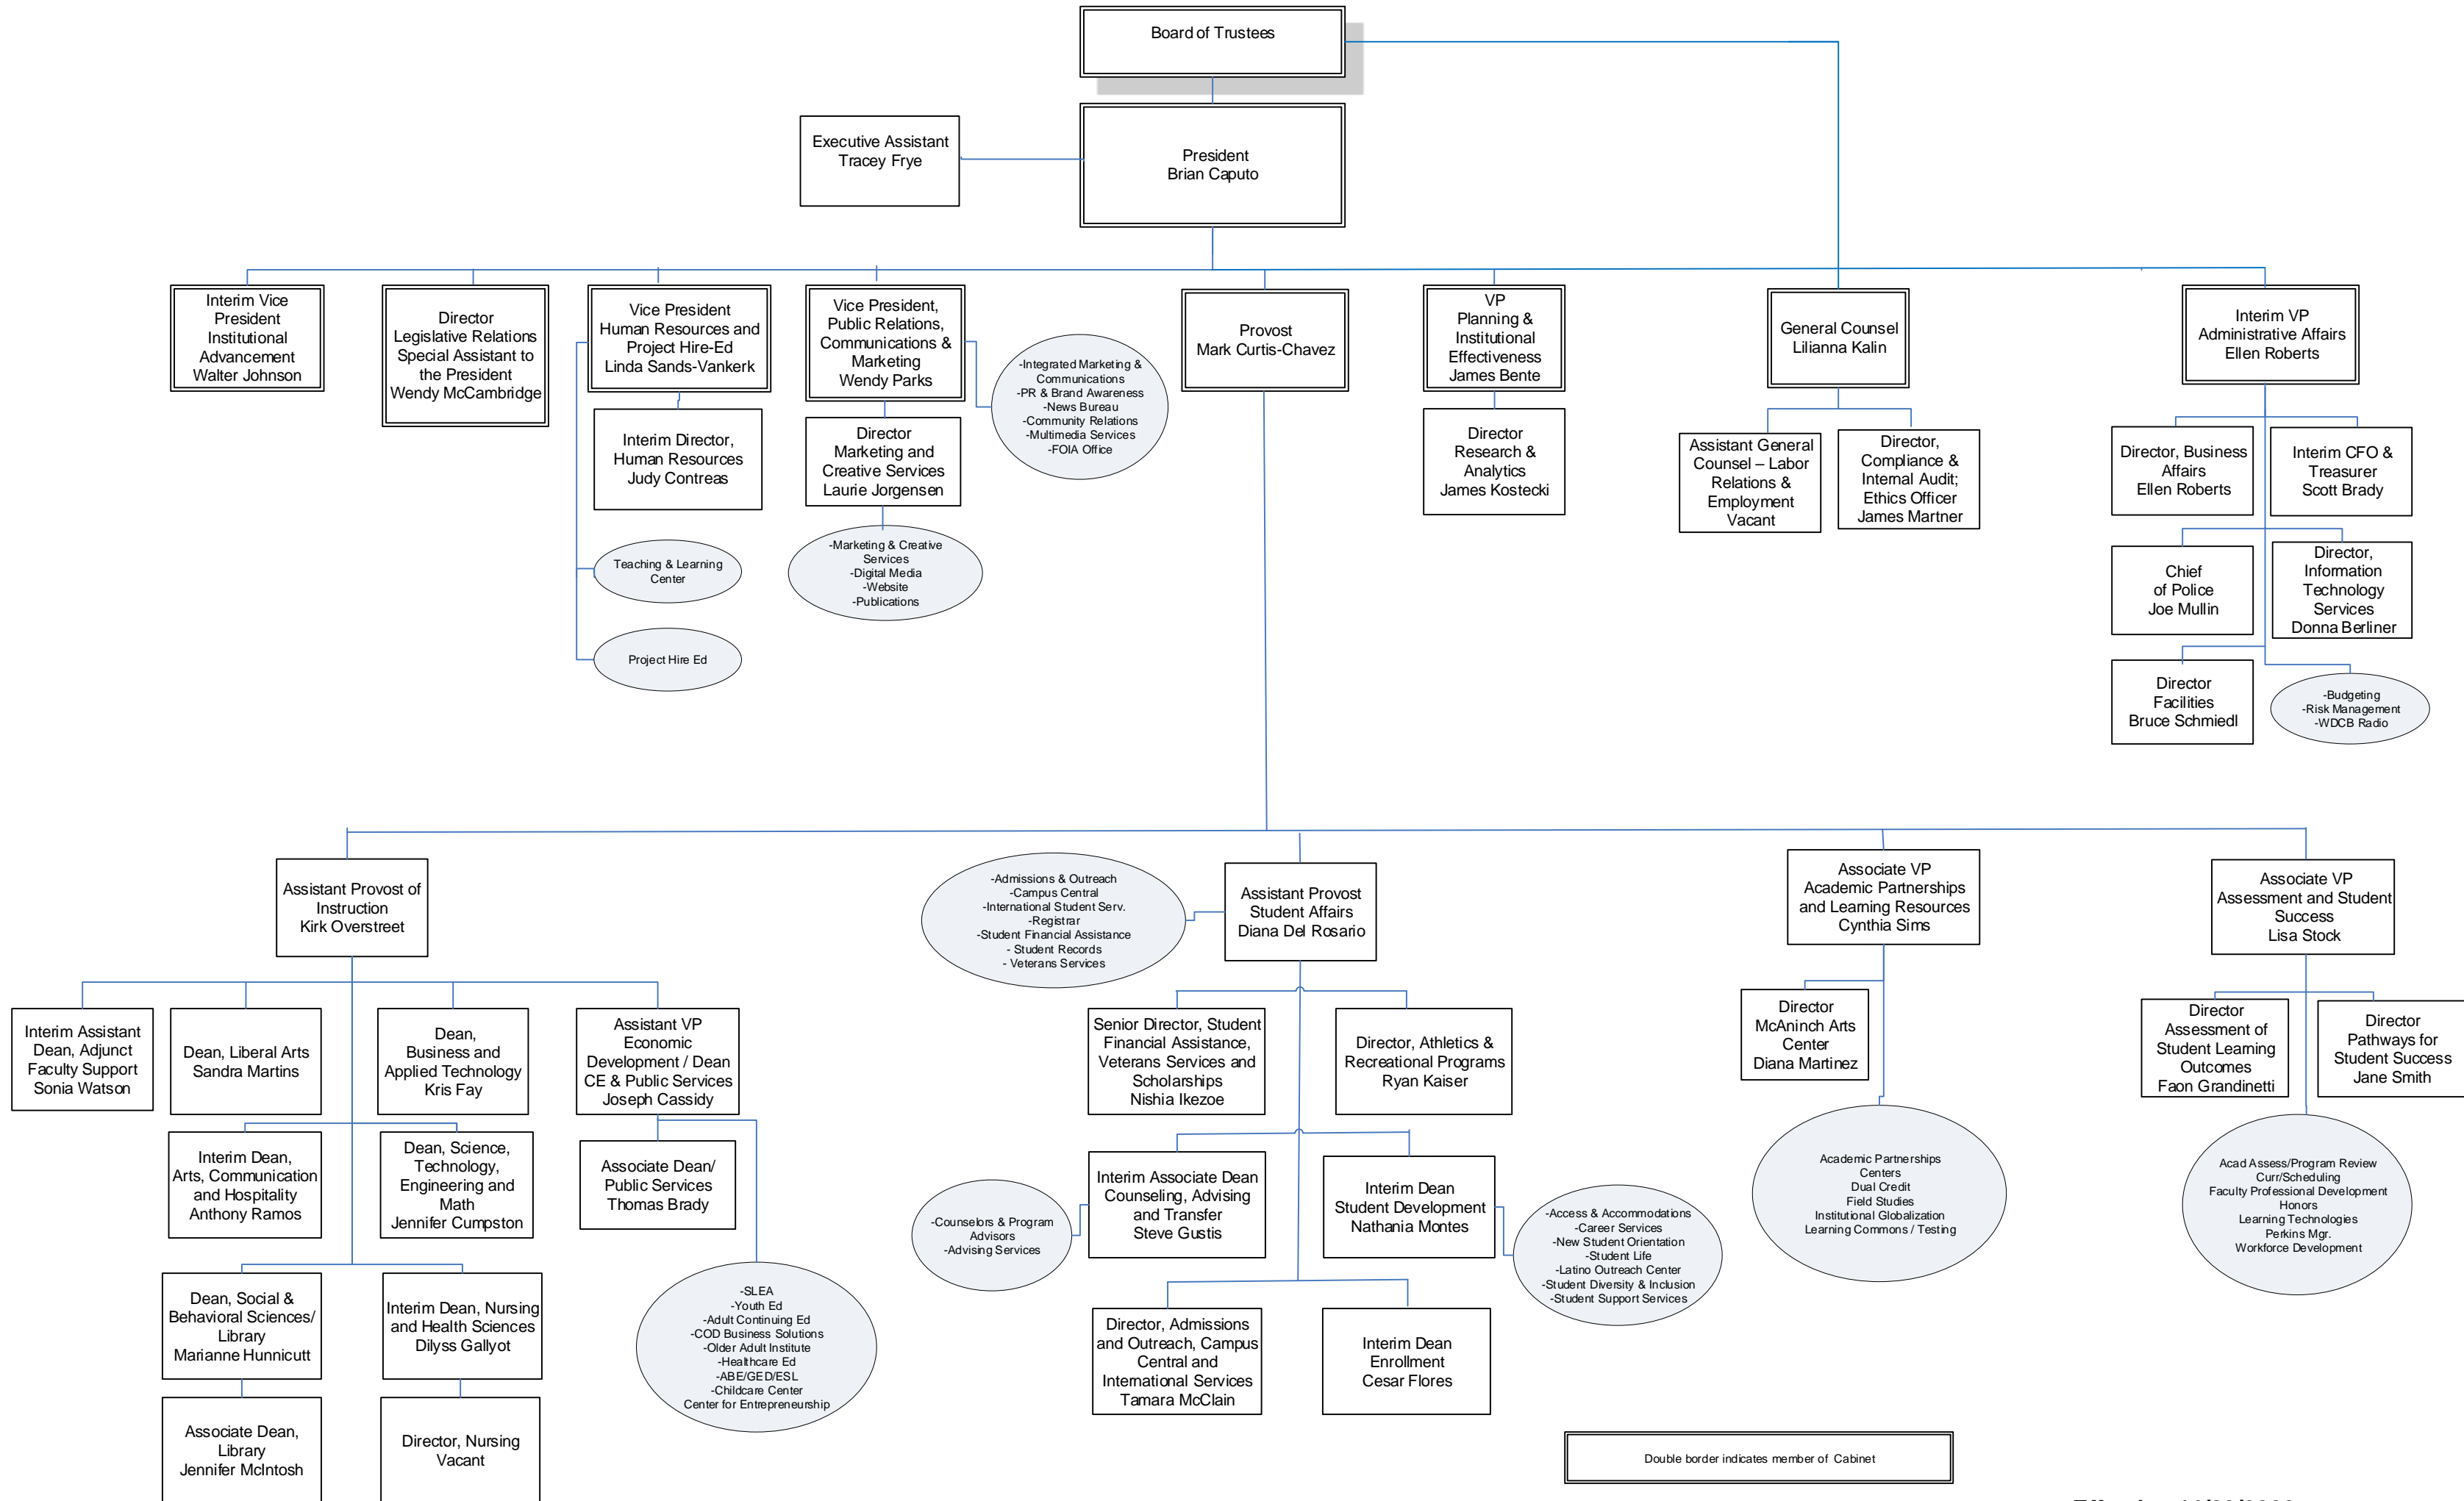 Board of Trustees
Executive Assistant
Tracey Frye
President
Brian Caputo
Interim Vice
President
Institutional
Advancement
Walter Johnson
Director
Legislative Relations
Special Assistant to
the President
Wendy McCambridge
Vice President
Human Resources and
Project Hire-Ed
Linda Sands-Vankerk
Vice President,
Public Relations,
Communications &
Marketing
Wendy Parks
-Integrated Marketing &
Communications
-PR & Brand Awareness
-News Bureau
-Community Relations
-Multimedia Services
-FOIA Office
Provost
Mark Curtis-Chavez
VP
Planning &
Institutional
Effectiveness
James Bente
General Counsel
Lilianna Kalin
Interim VP
Administrative Affairs
Ellen Roberts
Interim Director,
Human Resources
Judy Contreas
Director
Marketing and
Creative Services
Laurie Jorgensen
Director
Research &
Analytics
James Kostecki
Assistant General
Counsel – Labor
Relations &
Employment
Vacant
Director,
Compliance &
Internal Audit;
Ethics Officer
James Martner
Director, Business
Affairs
Ellen Roberts
Interim CFO &
Treasurer
Scott Brady
Teaching & Learning
Center
-Marketing & Creative
Services
-Digital Media
-Website
-Publications
Chief
of Police
Joe Mullin
Director,
Information
Technology
Services
Donna Berliner
Project Hire Ed
Director
Facilities
Bruce Schmiedl
-Budgeting
-Risk Management
-WDCB Radio
Assistant Provost of
Instruction
Kirk Overstreet
-Admissions & Outreach
-Campus Central
-International Student Serv.
-Registrar
-Student Financial Assistance
- Student Records
- Veterans Services
Assistant Provost
Student Affairs
Diana Del Rosario
Associate VP
Academic Partnerships
and Learning Resources
Cynthia Sims
Associate VP
Assessment and Student
Success
Lisa Stock
Interim Assistant
Dean, Adjunct
Faculty Support
Sonia Watson
Dean, Liberal Arts
Sandra Martins
Dean,
Business and
Applied Technology
Kris Fay
Assistant VP
Economic
Development / Dean
CE & Public Services
Joseph Cassidy
Senior Director, Student
Financial Assistance,
Veterans Services and
Scholarships
Nishia Ikezoe
Director, Athletics &
Recreational Programs
Ryan Kaiser
Director
McAninch Arts
Center
Diana Martinez
Director
Assessment of
Student Learning
Outcomes
Faon Grandinetti
Director
Pathways for
Student Success
Jane Smith
Interim Dean,
Arts, Communication
and Hospitality
Anthony Ramos
Dean, Science,
Technology,
Engineering and
Math
Jennifer Cumpston
Associate Dean/
Public Services
Thomas Brady
-Counselors & Program
Advisors
-Advising Services
Interim Associate Dean
Counseling, Advising
and Transfer
Steve Gustis
Interim Dean
Student Development
Nathania Montes
-Access & Accommodations
-Career Services
-New Student Orientation
-Student Life
-Latino Outreach Center
-Student Diversity & Inclusion
-Student Support Services
Academic Partnerships
Centers
Dual Credit
Field Studies
Institutional Globalization
Learning Commons / Testing
Acad Assess/Program Review
Curr/Scheduling
Faculty Professional Development
Honors
Learning Technologies
Perkins Mgr.
Workforce Development
Dean, Social &
Behavioral Sciences/
Library
Marianne Hunnicutt
Interim Dean, Nursing
and Health Sciences
Dilyss Gallyot
-SLEA
-Youth Ed
-Adult Continuing Ed
-COD Business Solutions
-Older Adult Institute
-Healthcare Ed
-ABE/GED/ESL
-Childcare Center
Center for Entrepreneurship
Director, Admissions
and Outreach, Campus
Central and
International Services
Tamara McClain
Interim Dean
Enrollment
Cesar Flores
Associate Dean,
Library
Jennifer McIntosh
Director, Nursing
Vacant
Double border indicates member of Cabinet